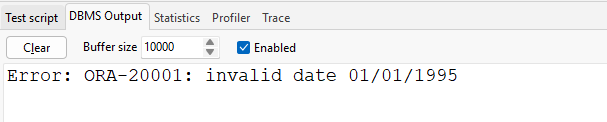 Test script DBMS Output Statistics Profiler Trace
Clear Buffer size 10000 Enabled
Error: ORA-20001: invalid date 01/01/1995